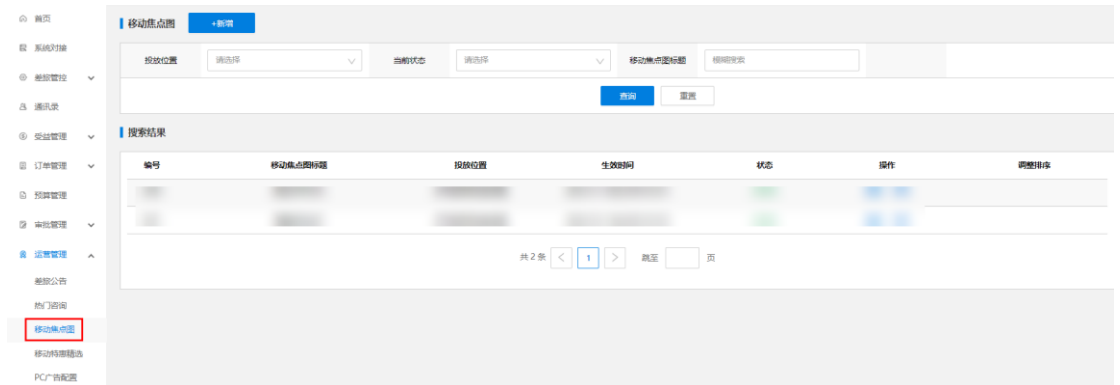 首页
系统对接
差旅管控
通讯录
受益管理
订单管理
预算管理
审批管理
运营管理
差旅公告
热门咨询
移动焦点图
移动特惠精选
PC广告配置
移动焦点图 +新增
投放位置 请选择 当前状态 请选择 移动焦点图标题 模糊搜索
查询 重置
搜索结果
编号 移动焦点图标题 投放位置 生效时间 状态 操作 调整排序
共2条 < 1 > 跳至 页